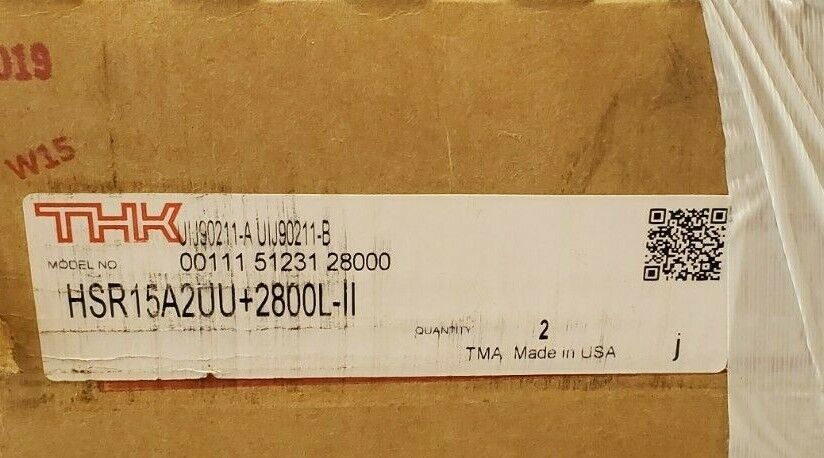 019
W15
THK
UIJ90211-A UIJ90211-B
MODEL NO 00111 51231 28000
HSR15A2UU+2800L-II
QUANTITY 2
TMA Made in USA j